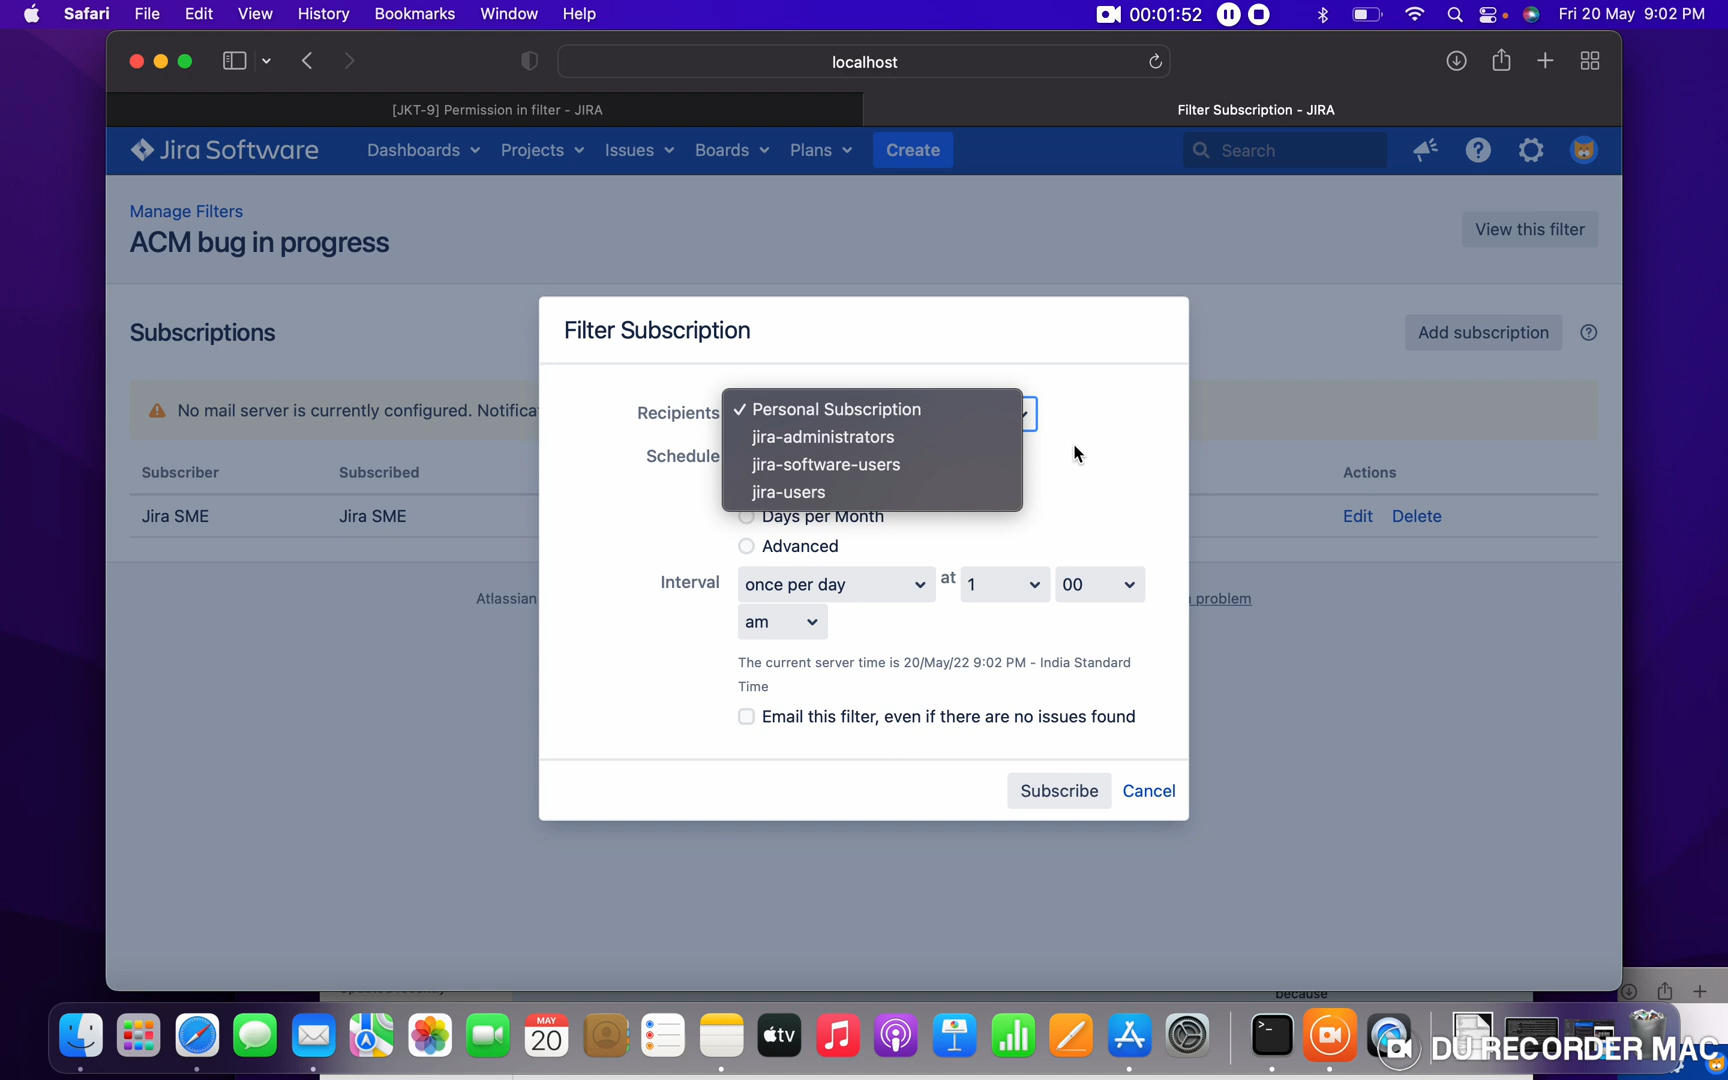 Safari File Edit View History Bookmarks Window Help 00:01:52 Fri 20 May 9:02 PM
localhost
[JKT-9] Permission in filter - JIRA Filter Subscription - JIRA
Jira Software Dashboards Projects Issues Boards Plans Create Search
Manage Filters
ACM bug in progress
View this filter
Subscriptions
Add subscription
No mail server is currently configured. Notifica
Subscriber Subscribed Actions
Jira SME Jira SME Edit Delete
Atlassian
problem
Filter Subscription
Recipients
✓ Personal Subscription
jira-administrators
jira-software-users
jira-users
Schedule
Days per Month
Advanced
Interval once per day at 1 00
am
The current server time is 20/May/22 9:02 PM - India Standard
Time
Email this filter, even if there are no issues found
Subscribe Cancel
because
MAY
20
tv
DU RECORDER MAC